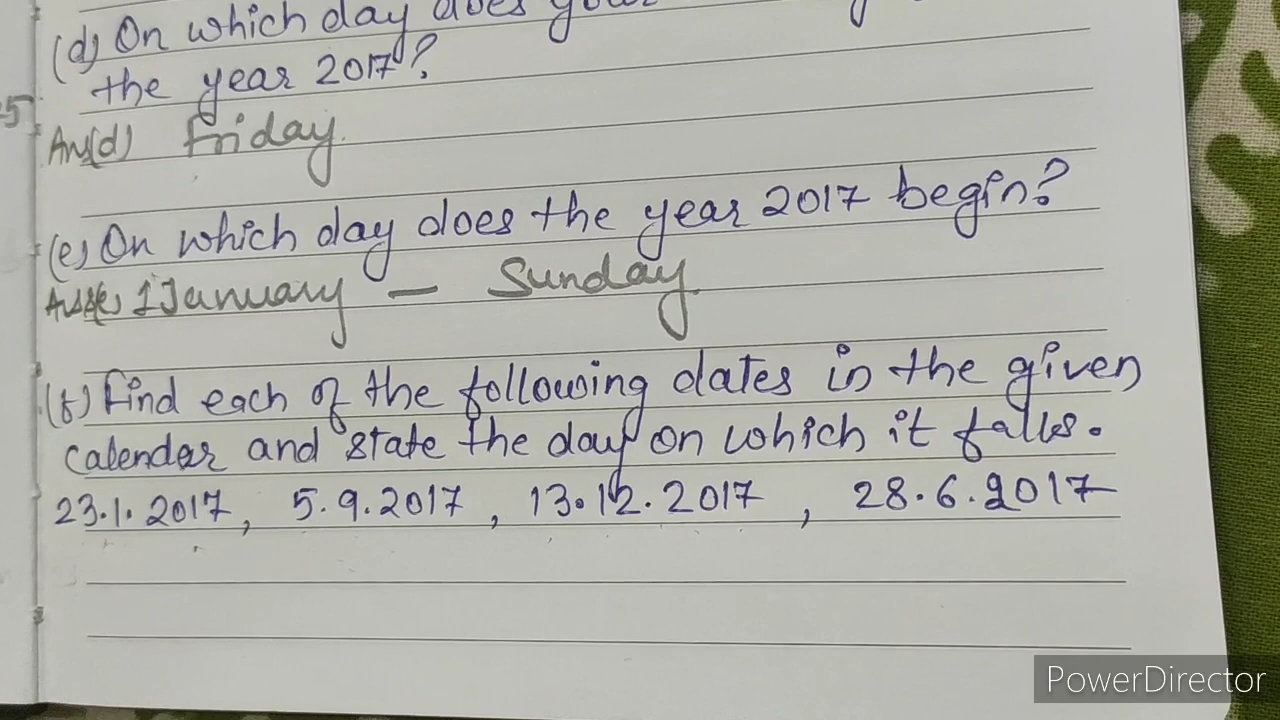 (d) On which day does your
the year 2017?
Ans(d) Friday.
(e) On which day does the year 2017 begin?
1 January - Sunday.
(f) Find each of the following dates in the given
calendar and state the day on which it falls.
23.1.2017, 5.9.2017, 13.12.2017, 28.6.2017
PowerDirector